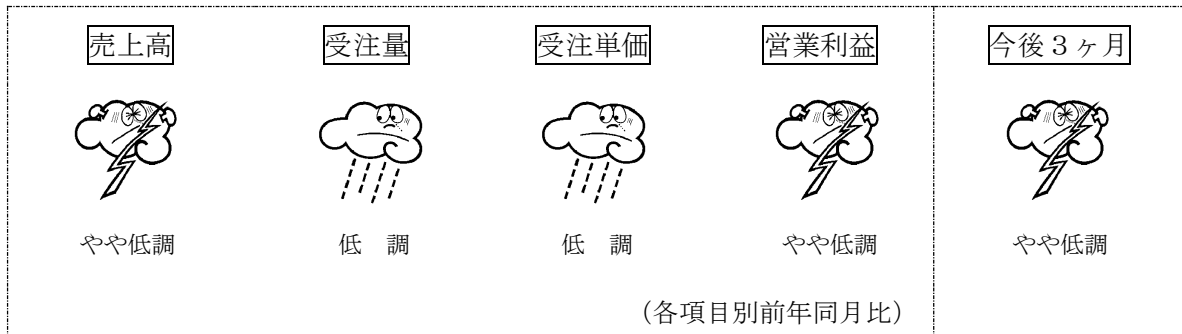 売上高 受注量 受注単価 営業利益 今後３ヶ月
やや低調 低　調 低　調 やや低調 やや低調
（各項目別前年同月比）